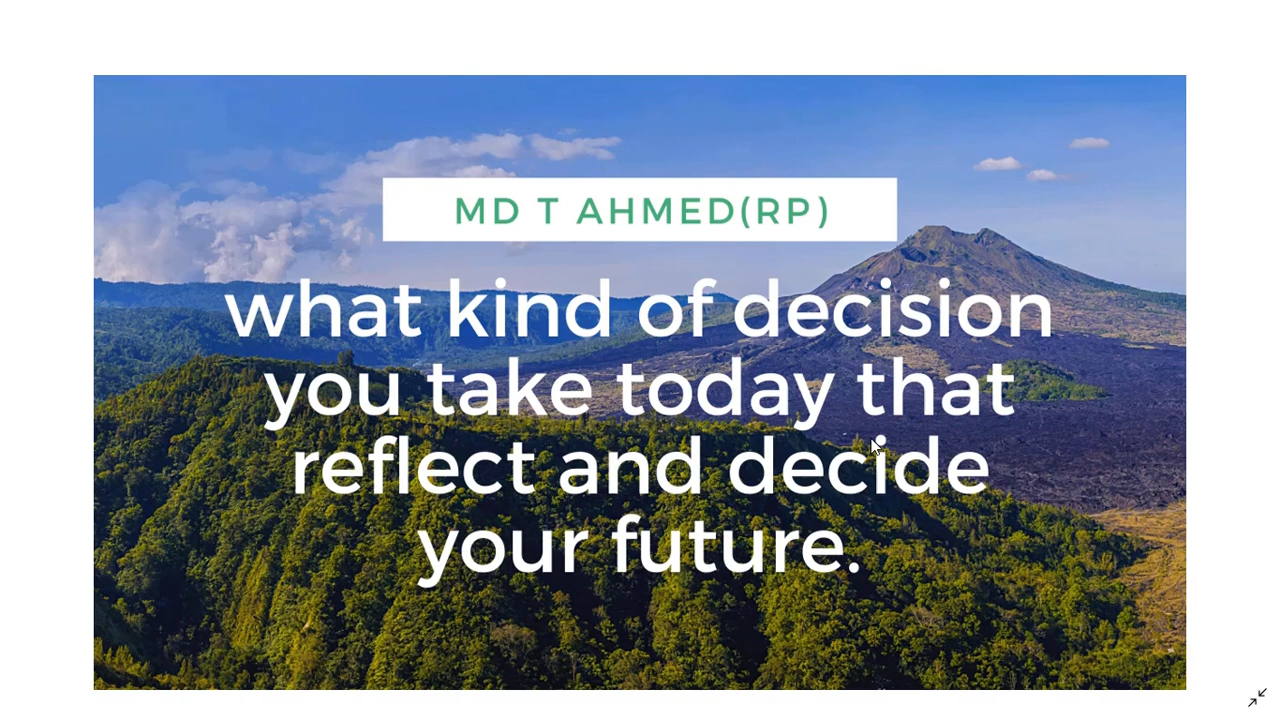 MD T AHMED(RP)
what kind of decision
you take today that
reflect and decide
your future.